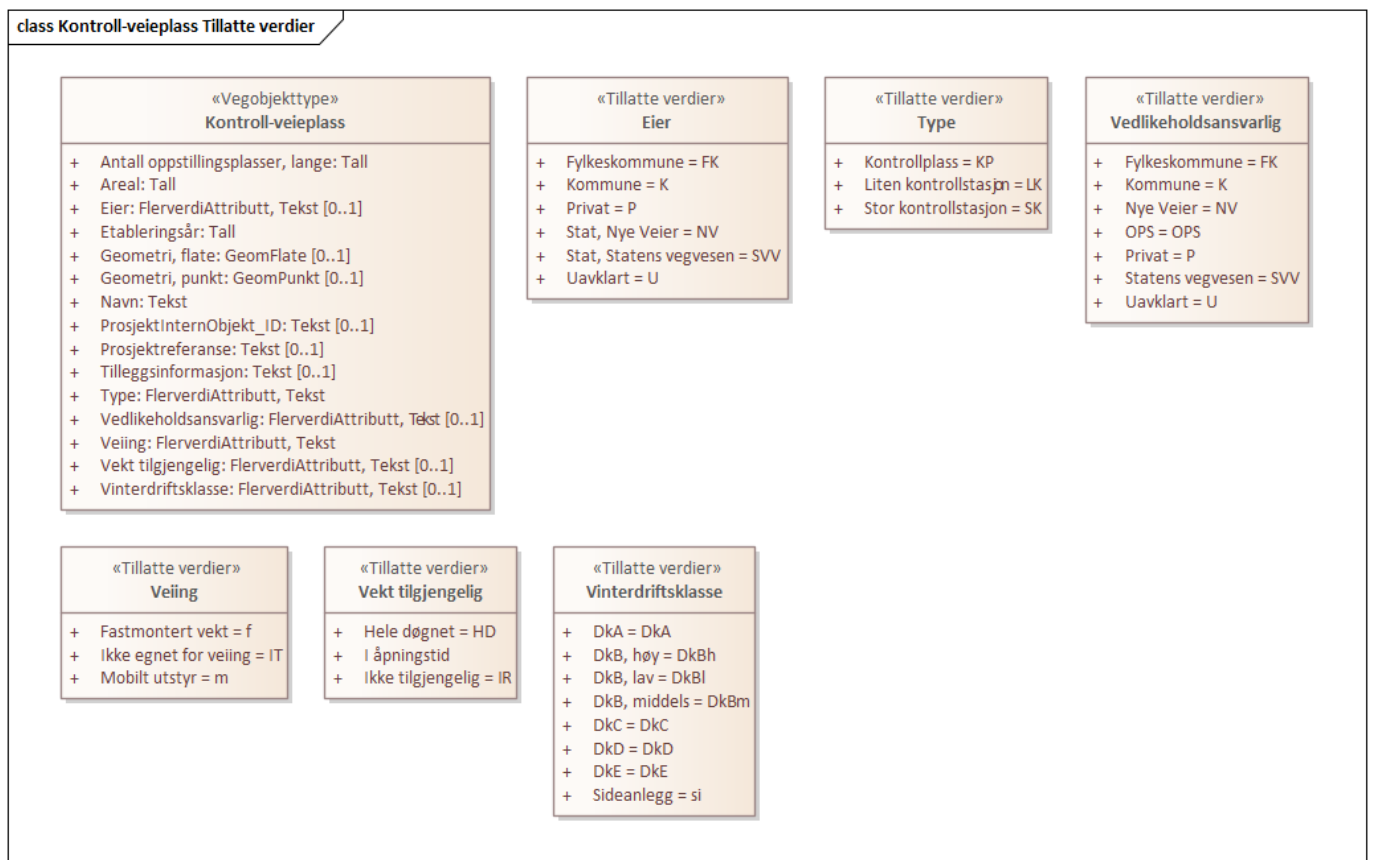 class Kontroll-veieplass Tillatte verdier
«Vegobjekttype»
Kontroll-veieplass
+ Antall oppstillingsplasser, lange: Tall
+ Areal: Tall
+ Eier: FlerverdiAttributt, Tekst [0..1]
+ Etableringsår: Tall
+ Geometri, flate: GeomFlate [0..1]
+ Geometri, punkt: GeomPunkt [0..1]
+ Navn: Tekst
+ ProsjektInternObjekt_ID: Tekst [0..1]
+ Prosjektreferanse: Tekst [0..1]
+ Tilleggsinformasjon: Tekst [0..1]
+ Type: FlerverdiAttributt, Tekst
+ Vedlikeholdsansvarlig: FlerverdiAttributt, Tekst [0..1]
+ Veiing: FlerverdiAttributt, Tekst
+ Vekt tilgjengelig: FlerverdiAttributt, Tekst [0..1]
+ Vinterdriftsklasse: FlerverdiAttributt, Tekst [0..1]
«Tillatte verdier»
Eier
+ Fylkeskommune = FK
+ Kommune = K
+ Privat = P
+ Stat, Nye Veier = NV
+ Stat, Statens vegvesen = SVV
+ Uavklart = U
«Tillatte verdier»
Type
+ Kontrollplass = KP
+ Liten kontrollstasjon = LK
+ Stor kontrollstasjon = SK
«Tillatte verdier»
Vedlikeholdsansvarlig
+ Fylkeskommune = FK
+ Kommune = K
+ Nye Veier = NV
+ OPS = OPS
+ Privat = P
+ Statens vegvesen = SVV
+ Uavklart = U
«Tillatte verdier»
Veiing
+ Fastmontert vekt = f
+ Ikke egnet for veiing = IT
+ Mobilt utstyr = m
«Tillatte verdier»
Vekt tilgjengelig
+ Hele døgnet = HD
+ I åpningstid
+ Ikke tilgjengelig = IR
«Tillatte verdier»
Vinterdriftsklasse
+ DkA = DkA
+ DkB, høy = DkBh
+ DkB, lav = DkBl
+ DkB, middels = DkBm
+ DkC = DkC
+ DkD = DkD
+ DkE = DkE
+ Sideanlegg = si